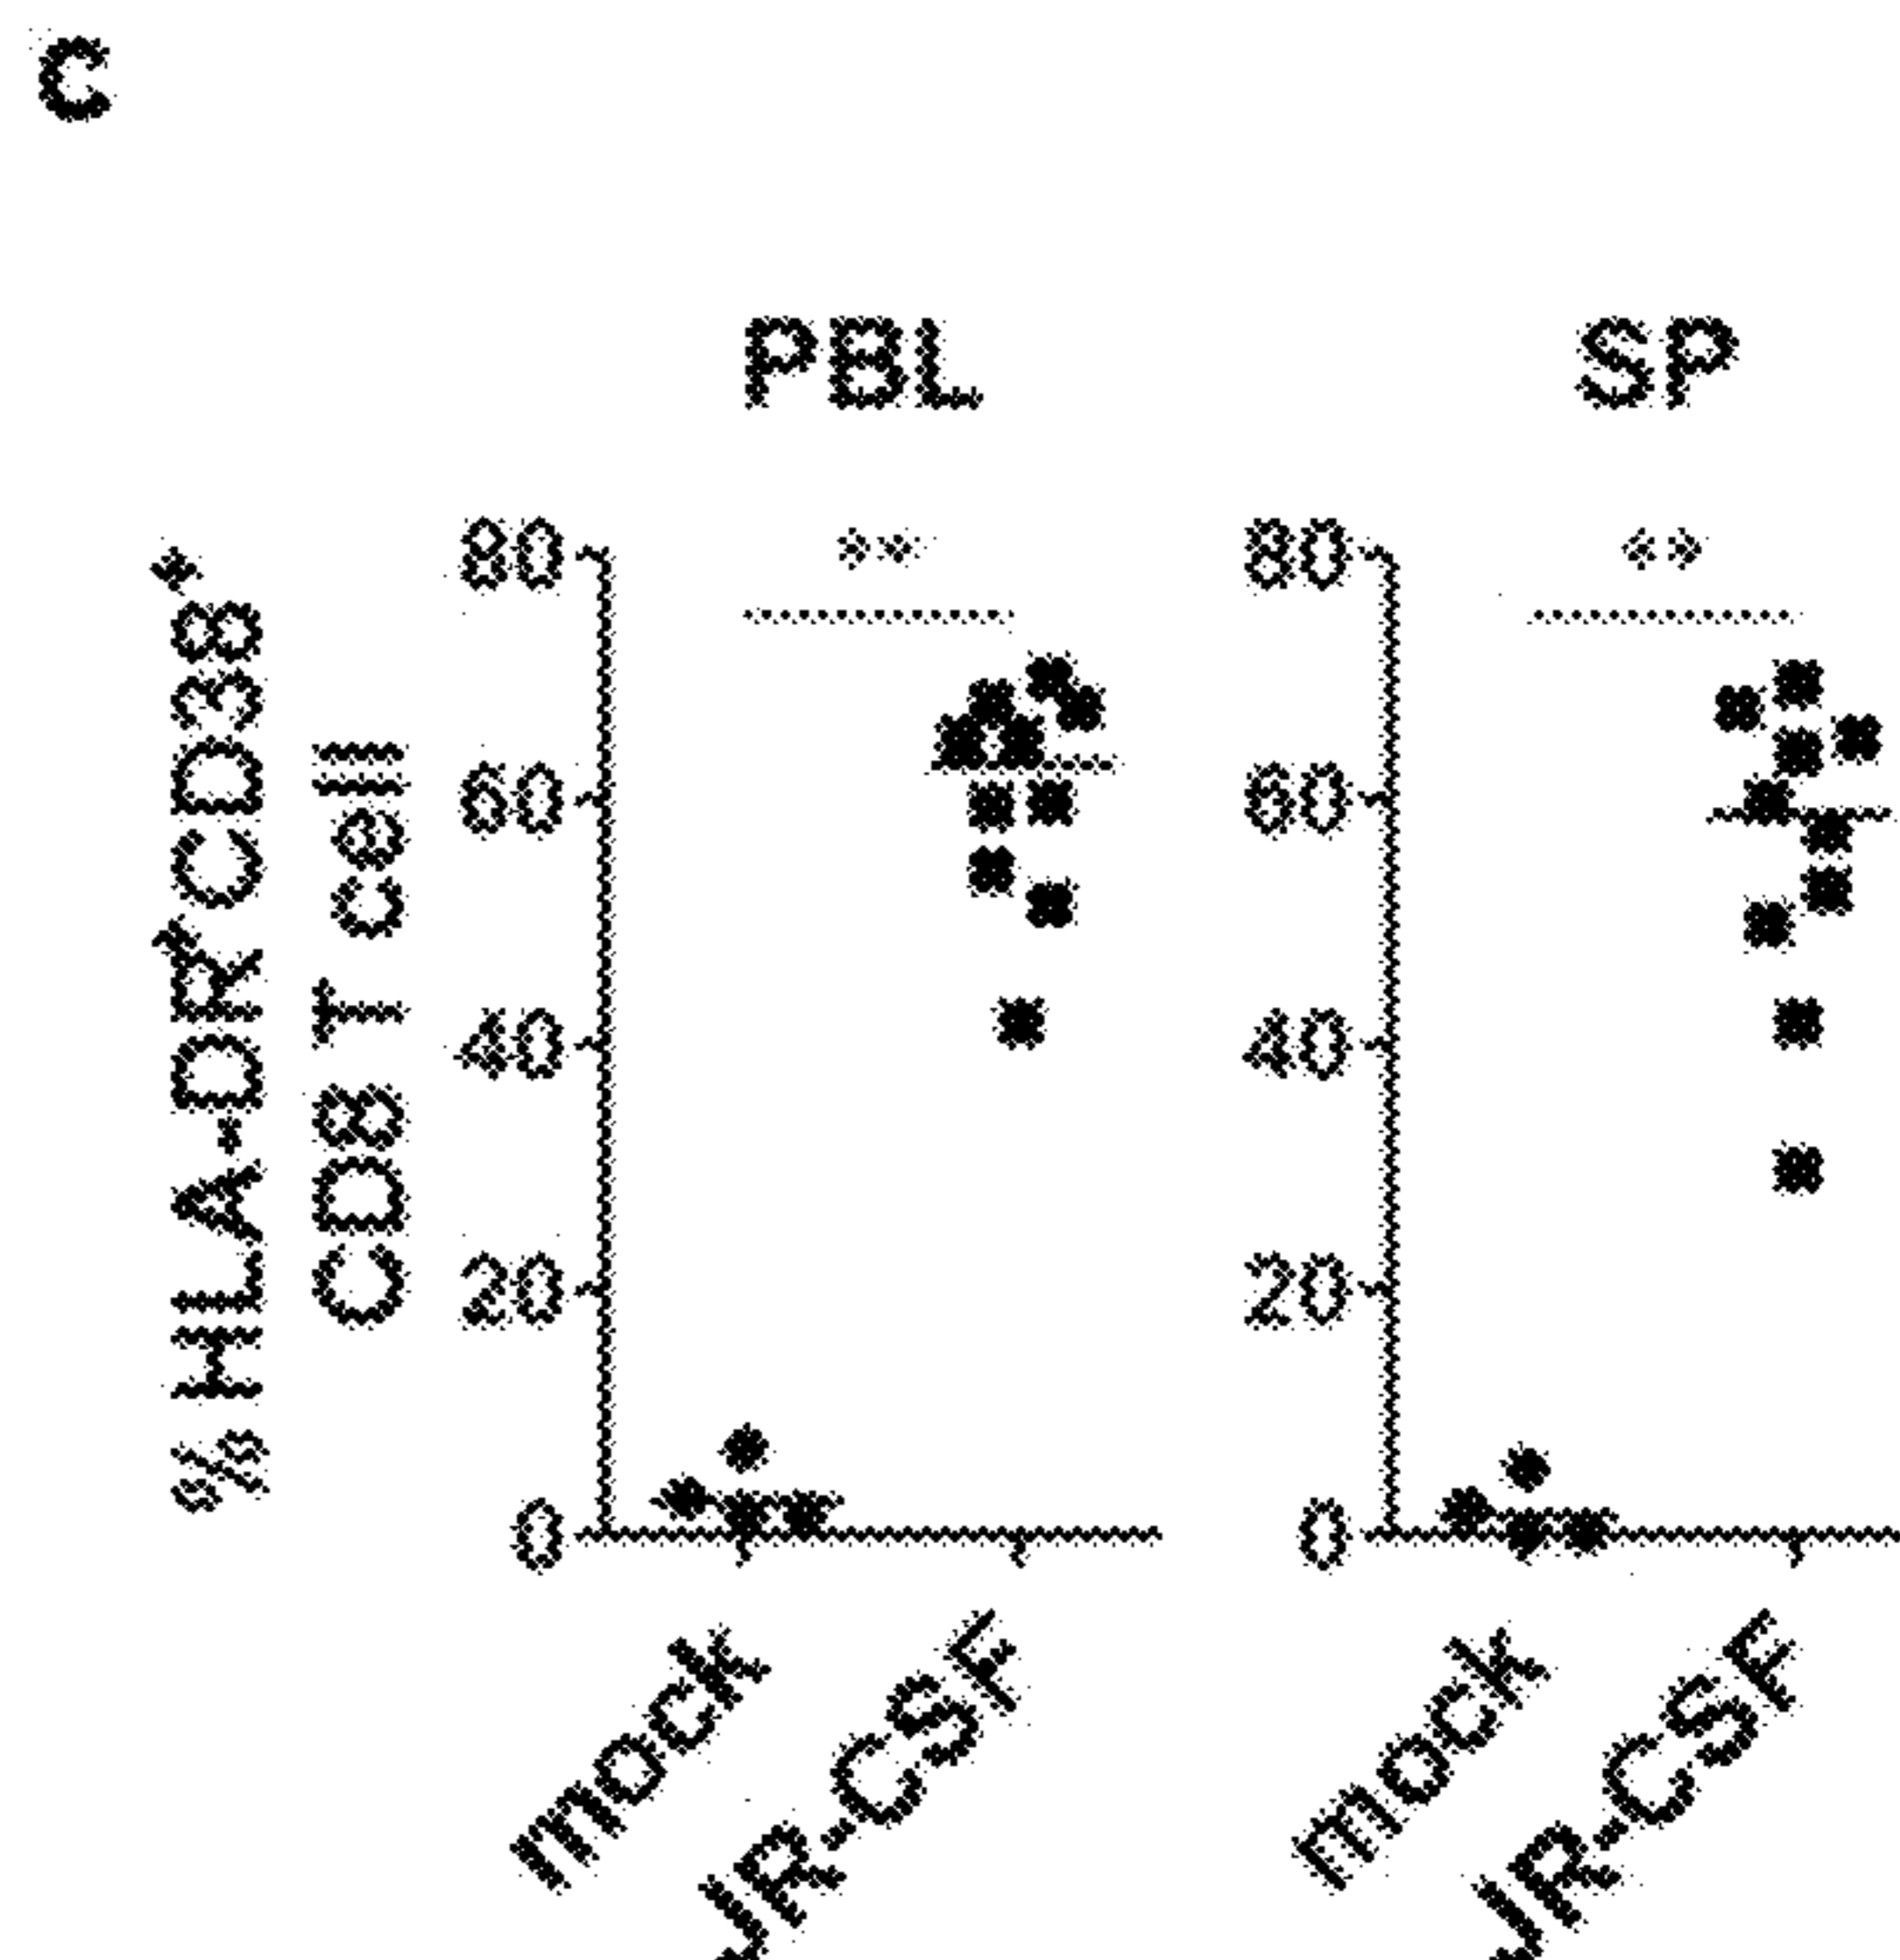 C
PBL
SP
% HLA-DR+CD38+
CD8 T cell
80
60
40
20
0
**
mock
JR-CSF
80
60
40
20
0
**
mock
JR-CSF